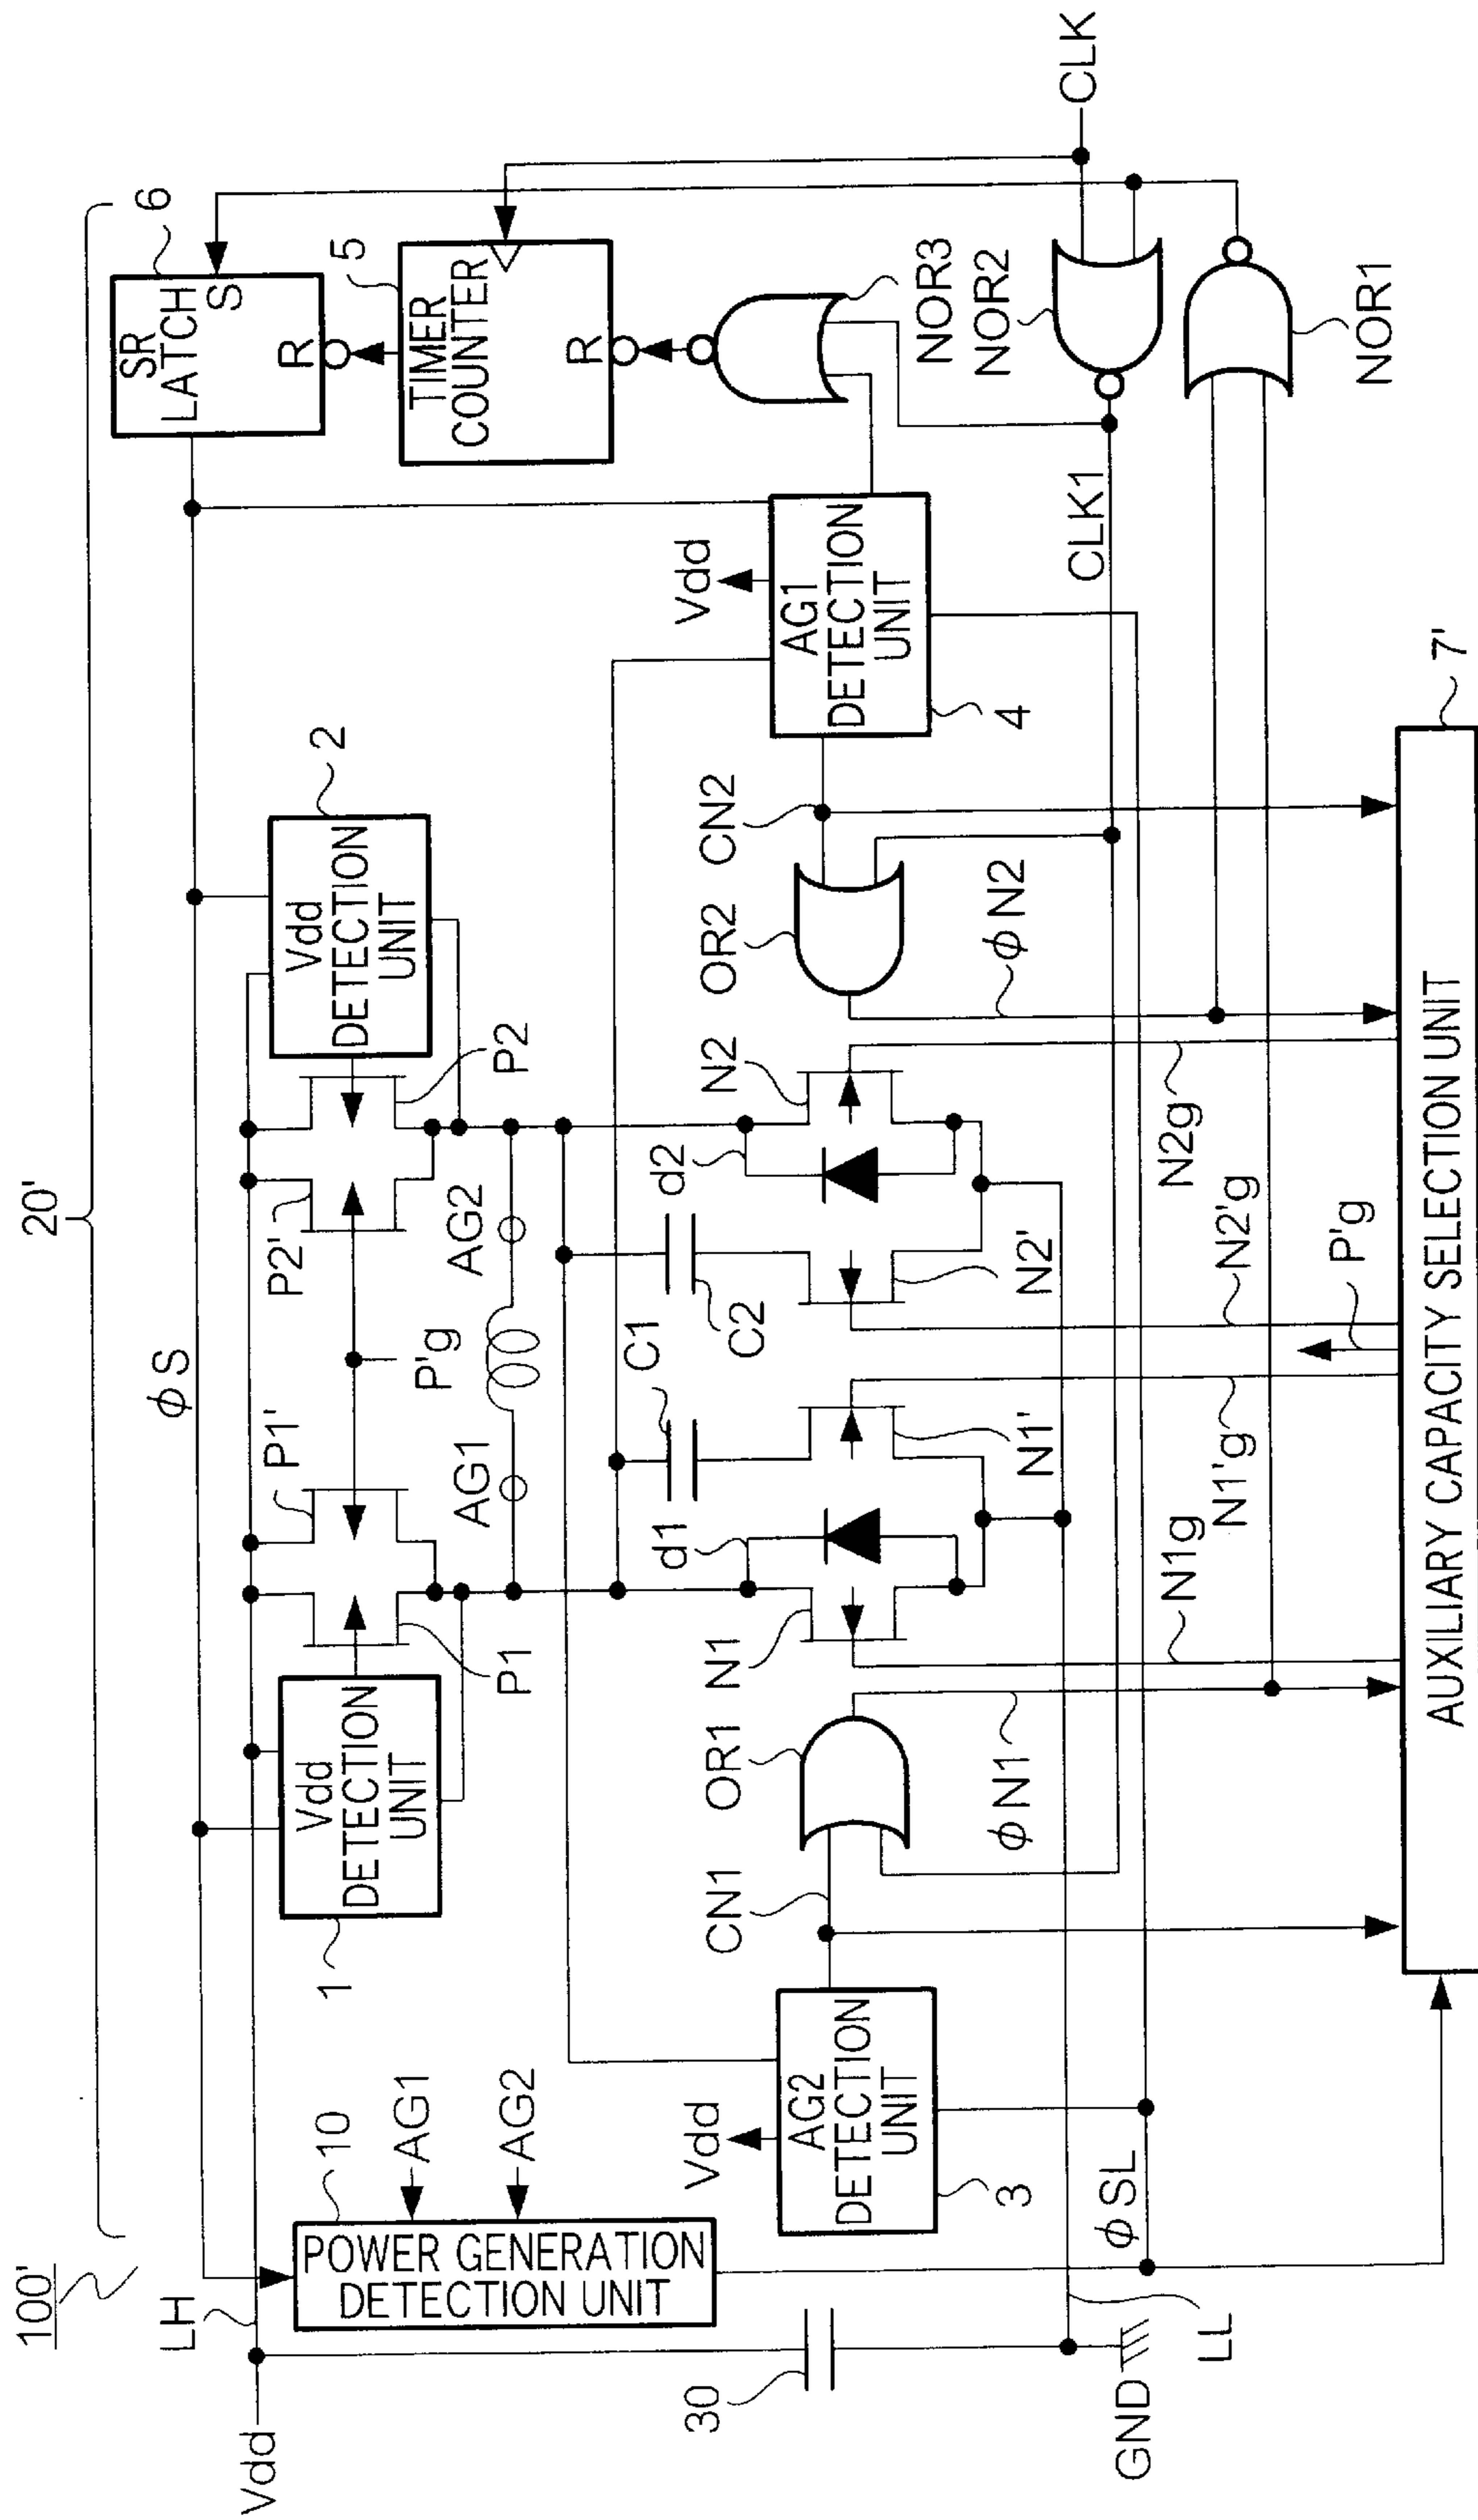 100'
20'
LH
Vdd
ϕS
SR
LATCH
S
R
6
POWER GENERATION
DETECTION UNIT
10
AG1
AG2
1
Vdd
DETECTION
UNIT
P1
P1'
P'g
P2'
P2
Vdd
DETECTION
UNIT
2
TIMER
COUNTER
R
5
AG1
AG2
30
Vdd
AG2
DETECTION
UNIT
3
CN1
OR1
N1
d1
C1
C2
d2
N2
OR2
CN2
Vdd
AG1
DETECTION
UNIT
4
NOR3
NOR2
CLK
N1'
N2'
ϕN1
ϕN2
CLK1
GND
LL
ϕSL
N1g
N1'g
N2'g
N2g
P'g
NOR1
AUXILIARY CAPACITY SELECTION UNIT
7'